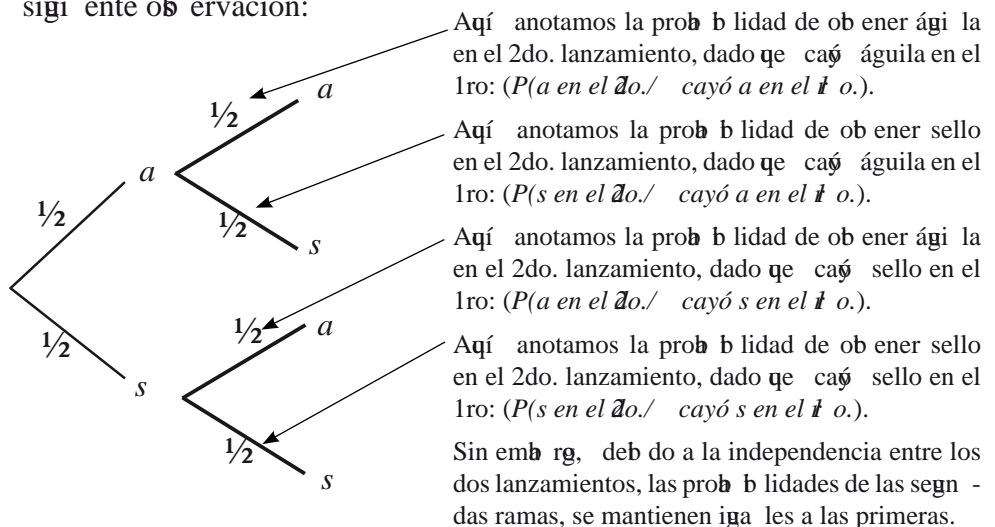 siguiente observación:
Aquí anotamos la probabilidad de obtener águila
en el 2do. lanzamiento, dado que cayó águila en el
1ro: (P(a en el 2do./ cayó a en el 1ro.).
Aquí anotamos la probabilidad de obtener sello
en el 2do. lanzamiento, dado que cayó águila en el
1ro: (P(s en el 2do./ cayó a en el 1ro.).
Aquí anotamos la probabilidad de obtener águila
en el 2do. lanzamiento, dado que cayó sello en el
1ro: (P(a en el 2do./ cayó s en el 1ro.).
Aquí anotamos la probabilidad de obtener sello
en el 2do. lanzamiento, dado que cayó sello en el
1ro: (P(s en el 2do./ cayó s en el 1ro.).
Sin embargo, debido a la independencia entre los
dos lanzamientos, las probabilidades de las segun-
das ramas, se mantienen iguales a las primeras.
½
a
½
a
½
s
½
s
½
a
½
s